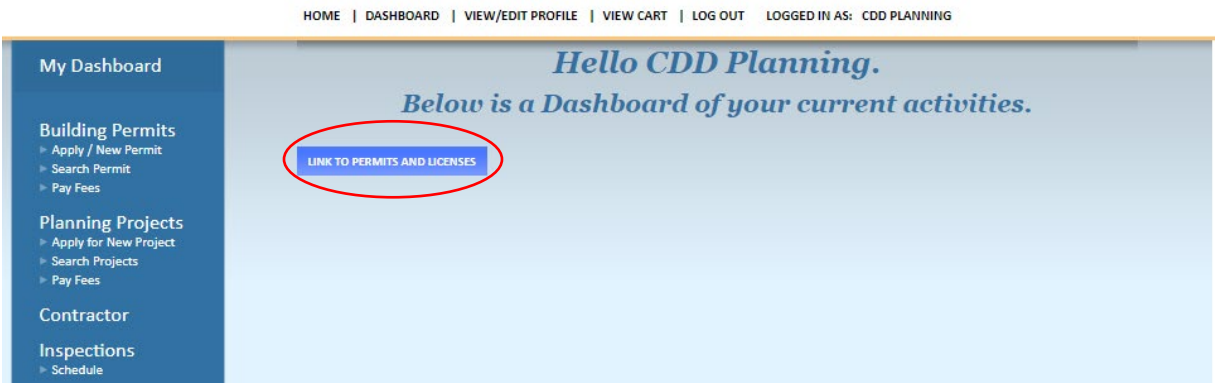 HOME | DASHBOARD | VIEW/EDIT PROFILE | VIEW CART | LOG OUT LOGGED IN AS: CDD PLANNING
My Dashboard
Building Permits
Apply / New Permit
Search Permit
Pay Fees
Planning Projects
Apply for New Project
Search Projects
Pay Fees
Contractor
Inspections
Schedule
Hello CDD Planning.
Below is a Dashboard of your current activities.
LINK TO PERMITS AND LICENSES